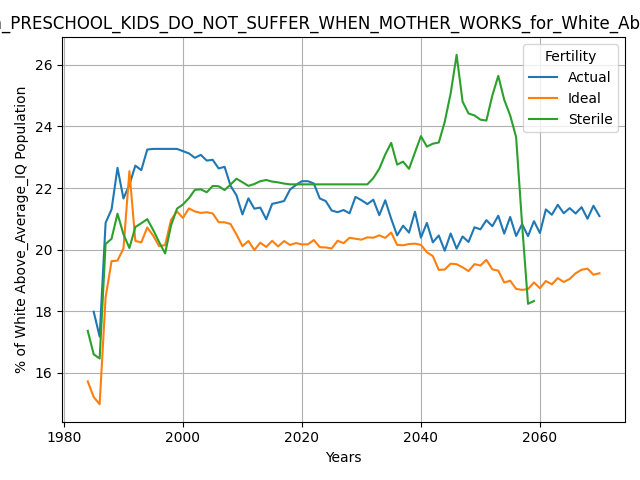 _PRESCHOOL_KIDS_DO_NOT_SUFFER_WHEN_MOTHER_WORKS_for_White_Ab
Fertility
Actual
Ideal
Sterile
% of White Above_Average_IQ Population
26
24
22
20
18
16
1980
2000
2020
2040
2060
Years